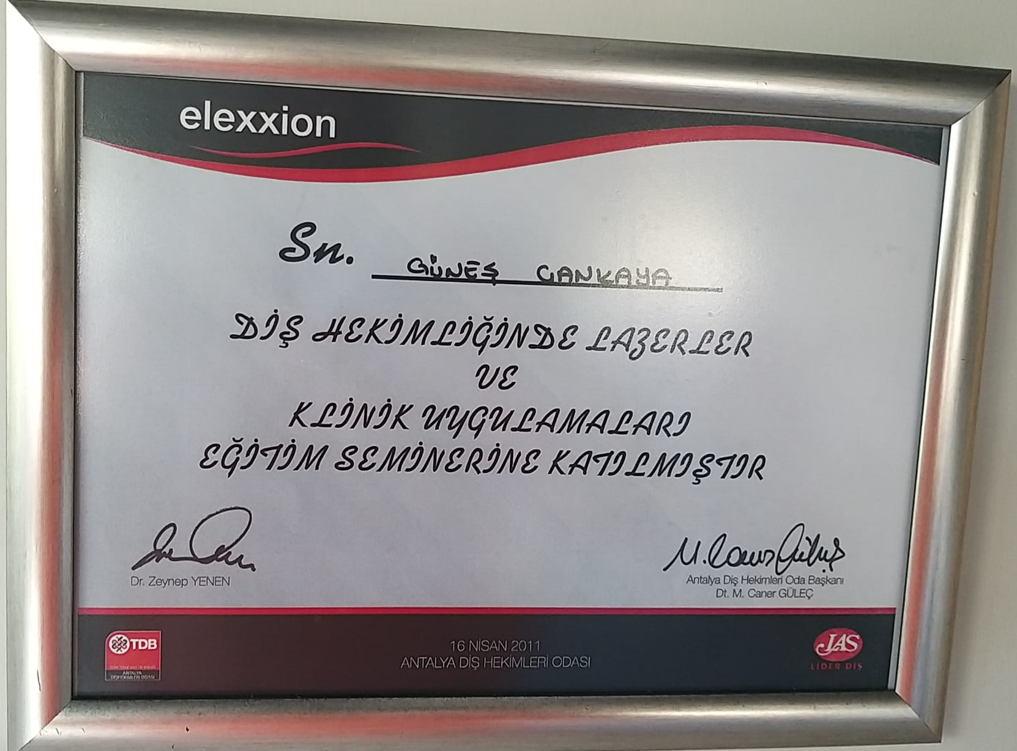 elexxion
Sn. GÜNEŞ CANKAYA
DİŞ HEKİMLİĞİNDE LAZERLER
VE
KLİNİK UYGULAMALARI
EĞİTİM SEMİNERİNE KATILMIŞTIR
Dr. Zeynep YENEN
Antalya Diş Hekimleri Oda Başkanı
Dt. M. Caner GÜLEÇ
16 NİSAN 2011
ANTALYA DİŞ HEKİMLERİ ODASI
TDB
JAS
LİDER DİŞ